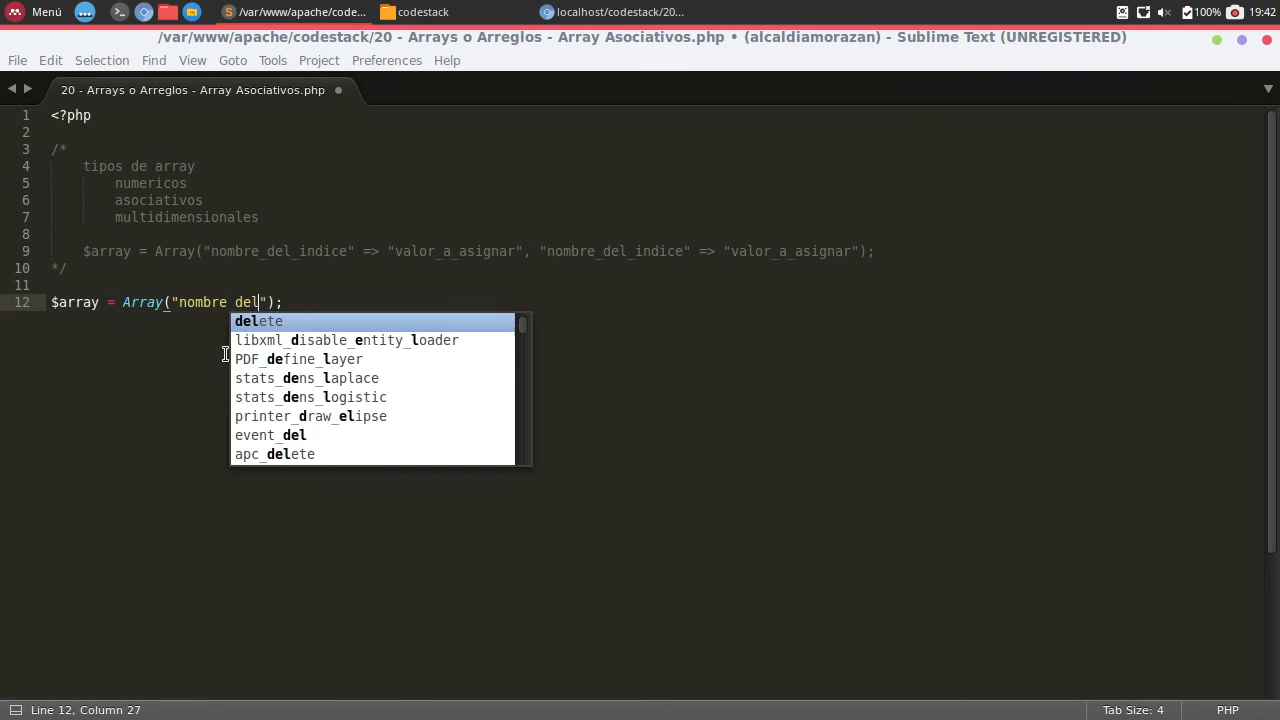 Menú
/var/www/apache/code...
codestack
localhost/codestack/20...
100%
19:42
/var/www/apache/codestack/20 - Arrays o Arreglos - Array Asociativos.php • (alcaldiamorazan) - Sublime Text (UNREGISTERED)
File Edit Selection Find View Goto Tools Project Preferences Help
20 - Arrays o Arreglos - Array Asociativos.php
1 <?php
2
3 /*
4 tipos de array
5 numericos
6 asociativos
7 multidimensionales
8
9 $array = Array("nombre_del_indice" => "valor_a_asignar", "nombre_del_indice" => "valor_a_asignar");
10 */
11
12 $array = Array("nombre del");
delete
libxml_disable_entity_loader
PDF_define_layer
stats_dens_laplace
stats_dens_logistic
printer_draw_elipse
event_del
apc_delete
Line 12, Column 27
Tab Size: 4
PHP